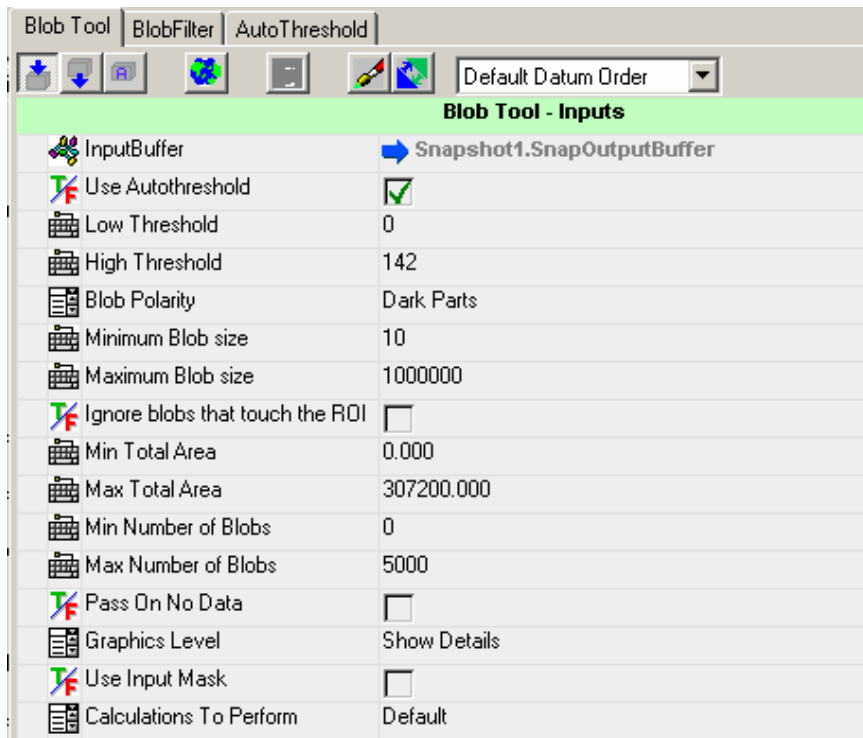 Blob Tool BlobFilter AutoThreshold
A Default Datum Order
Blob Tool - Inputs
InputBuffer Snapshot1.SnapOutputBuffer
T/F Use Autothreshold
Low Threshold 0
High Threshold 142
Blob Polarity Dark Parts
Minimum Blob size 10
Maximum Blob size 1000000
T/F Ignore blobs that touch the ROI
Min Total Area 0.000
Max Total Area 307200.000
Min Number of Blobs 0
Max Number of Blobs 5000
T/F Pass On No Data
Graphics Level Show Details
T/F Use Input Mask
Calculations To Perform Default